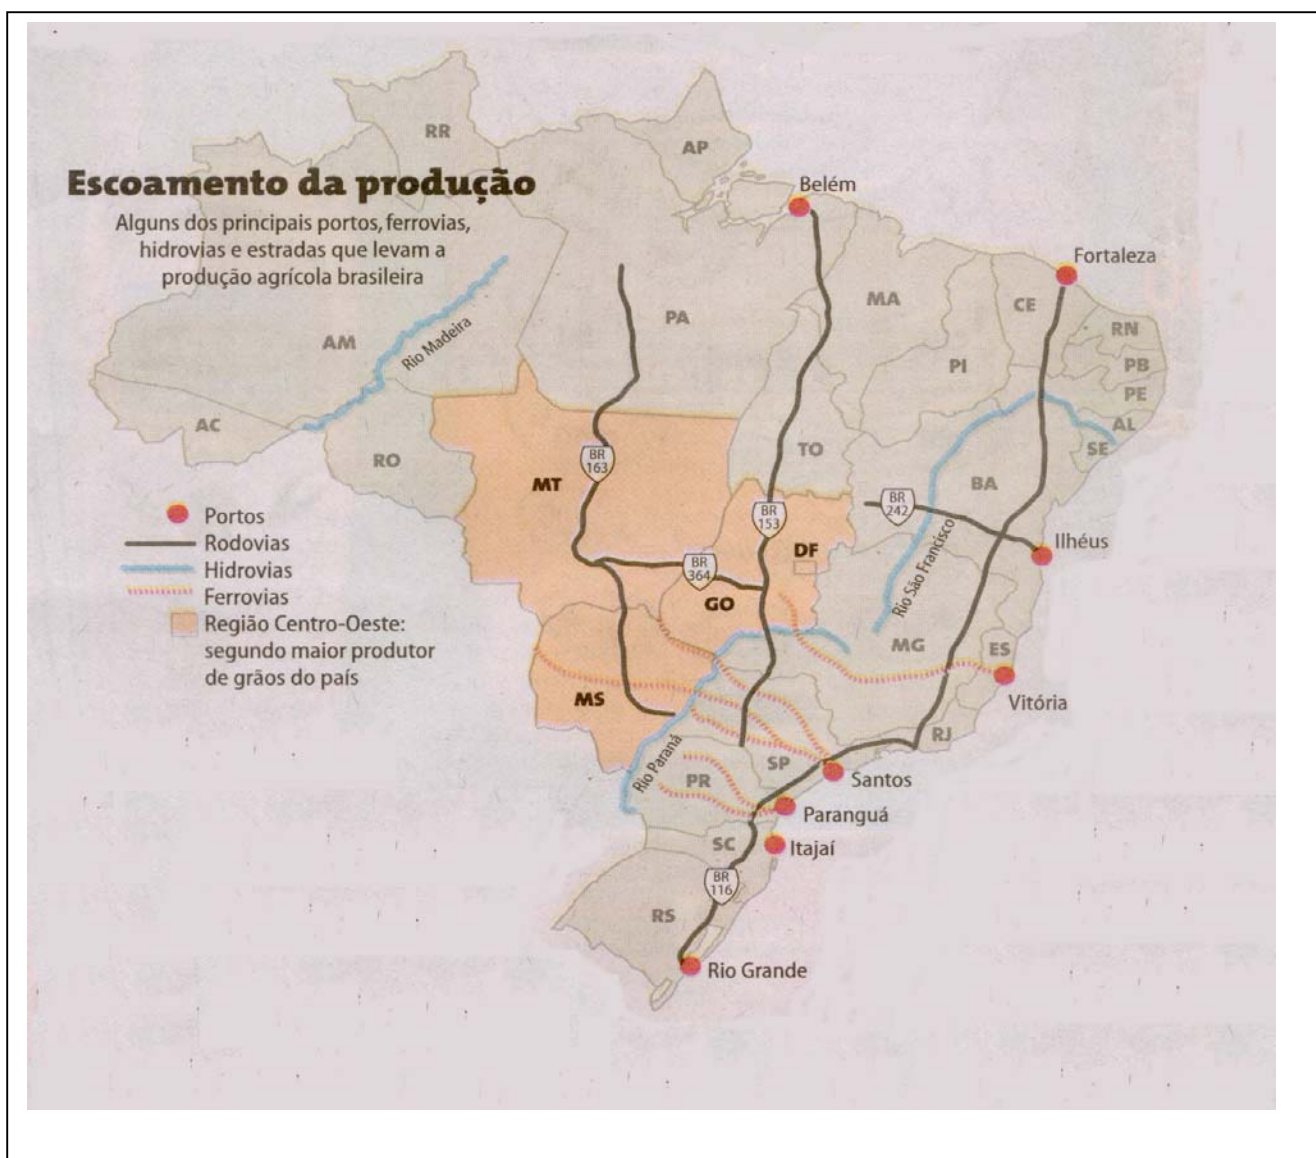 Escoamento da produção
Alguns dos principais portos, ferrovias,
hidrovias e estradas que levam a
produção agrícola brasileira
RR
AP
Belém
Fortaleza
MA
CE
RN
PA
AM
Rio Madeira
PI
PB
PE
AC
AL
SE
RO
TO
BR
163
MT
BA
BR
242
BR
153
Portos
Rodovias
Hidrovias
Ferrovias
Região Centro-Oeste:
segundo maior produtor
de grãos do país
DF
Ilhéus
BR
364
Rio São Francisco
GO
MG
ES
MS
Vitória
RJ
Rio Paraná
SP
PR
Santos
Paranguá
SC
Itajaí
BR
116
RS
Rio Grande